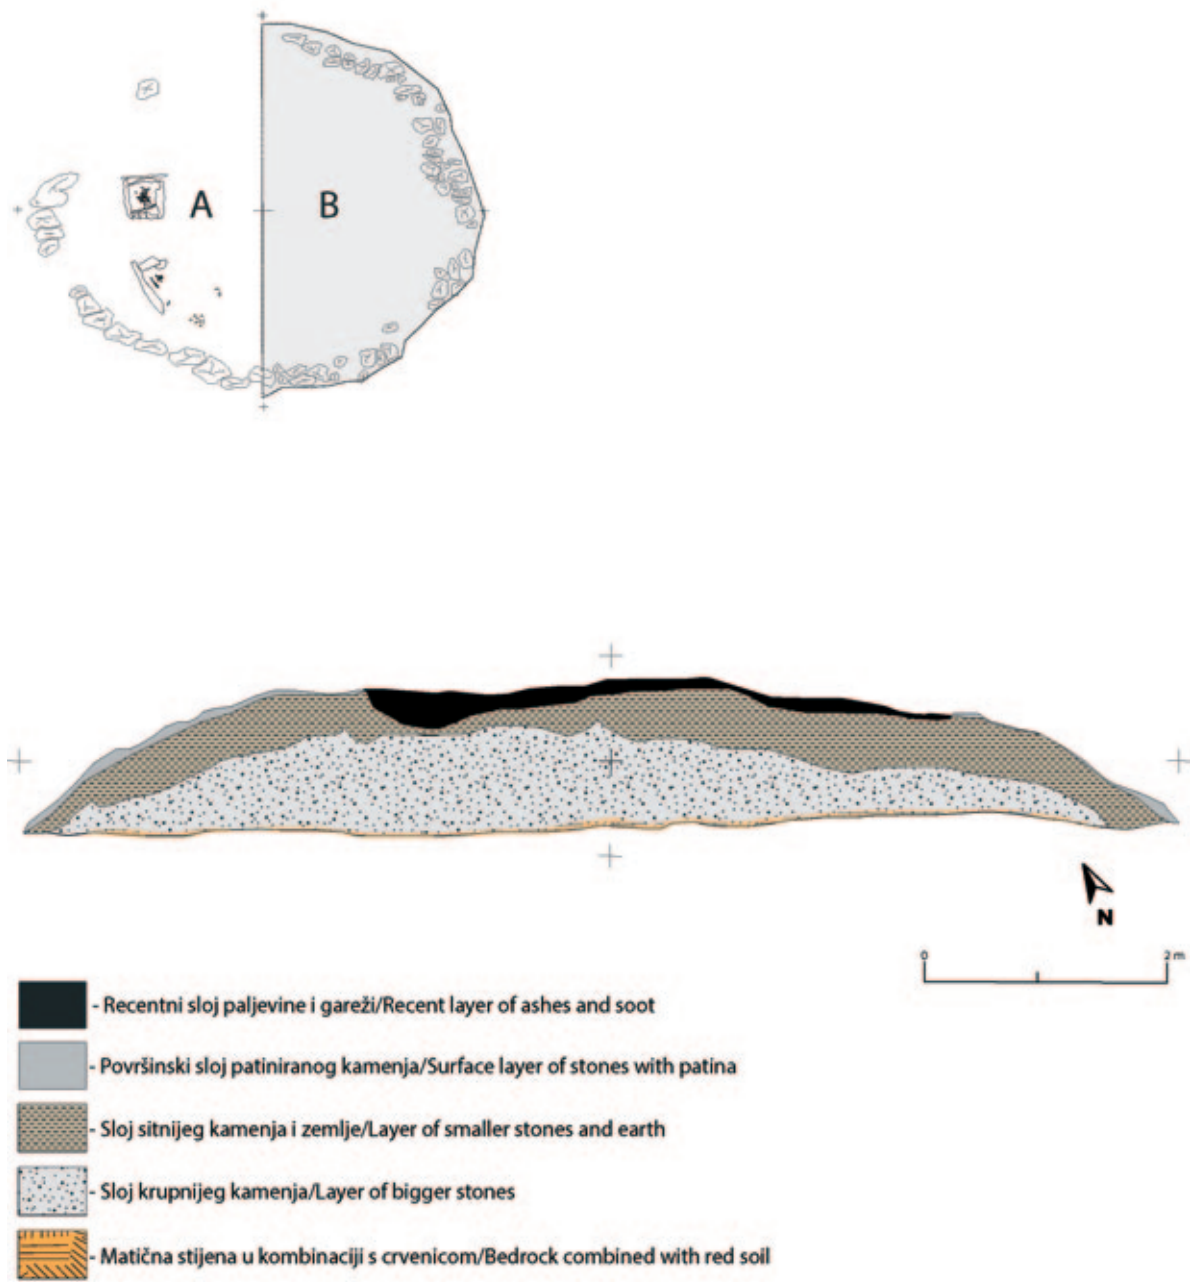 A
B
N
0
2 m
- Recentni sloj paljevine i gareži/Recent layer of ashes and soot
- Površinski sloj patiniranog kamenja/Surface layer of stones with patina
- Sloj sitnijeg kamenja i zemlje/Layer of smaller stones and earth
- Sloj krupnijeg kamenja/Layer of bigger stones
- Matična stijena u kombinaciji s crvenicom/Bedrock combined with red soil